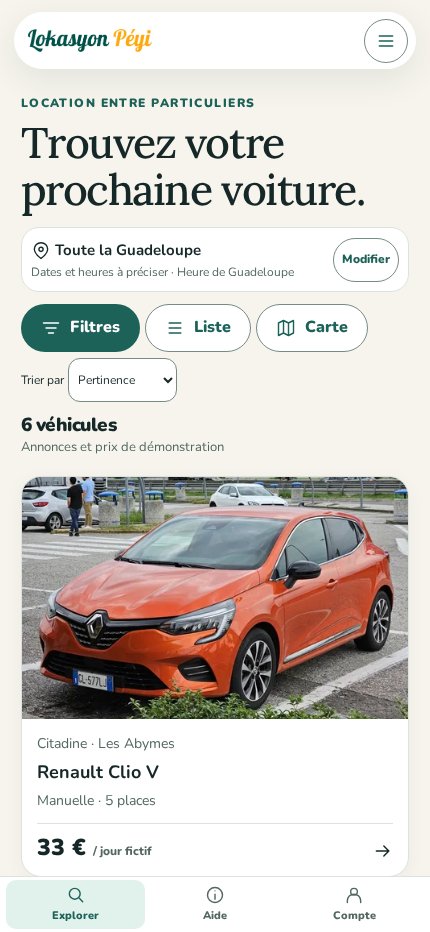 Lokasyon Péyi
LOCATION ENTRE PARTICULIERS
Trouvez votre
prochaine voiture.
Toute la Guadeloupe
Dates et heures à préciser · Heure de Guadeloupe
Modifier
Filtres
Liste
Carte
Trier par
Pertinence
6 véhicules
Annonces et prix de démonstration
GL·577LJ
Citadine · Les Abymes
Renault Clio V
Manuelle · 5 places
33 € / jour fictif
Explorer
Aide
Compte